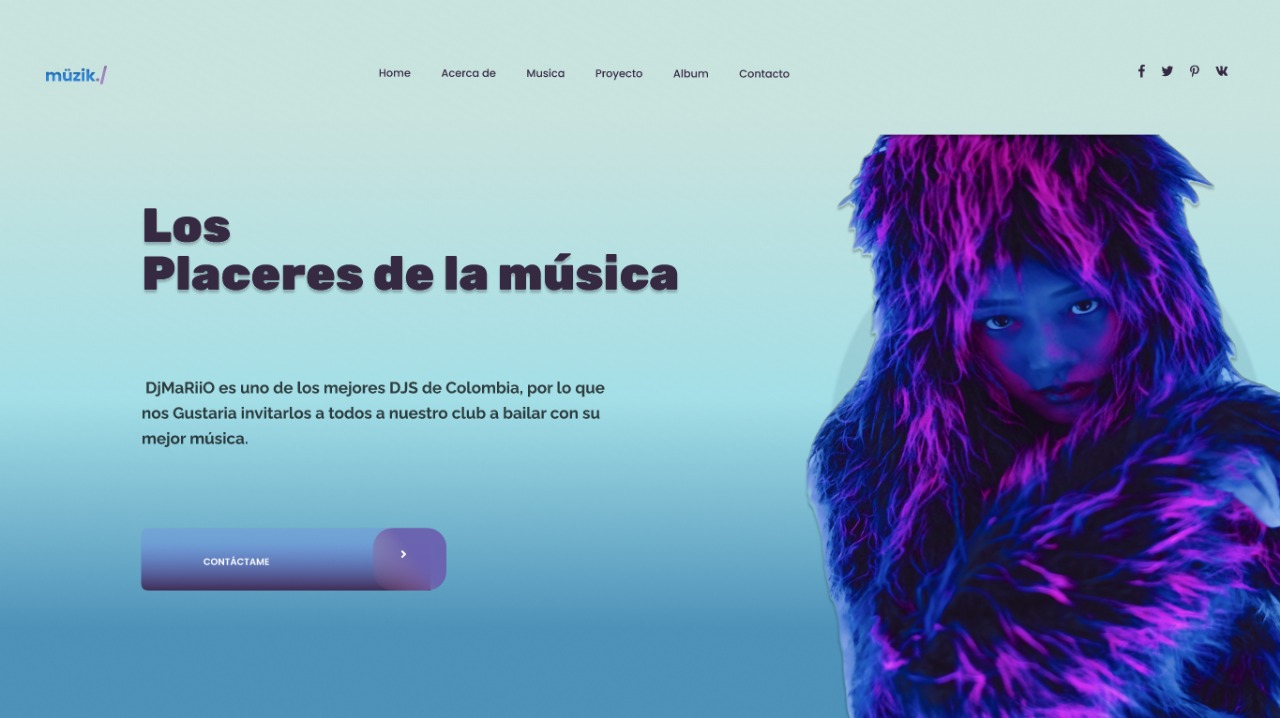 müzik./
Home Acerca de Musica Proyecto Album Contacto
Los
Placeres de la música
DjMaRiiO es uno de los mejores DJS de Colombia, por lo que
nos Gustaria invitarlos a todos a nuestro club a bailar con su
mejor música.
CONTÁCTAME